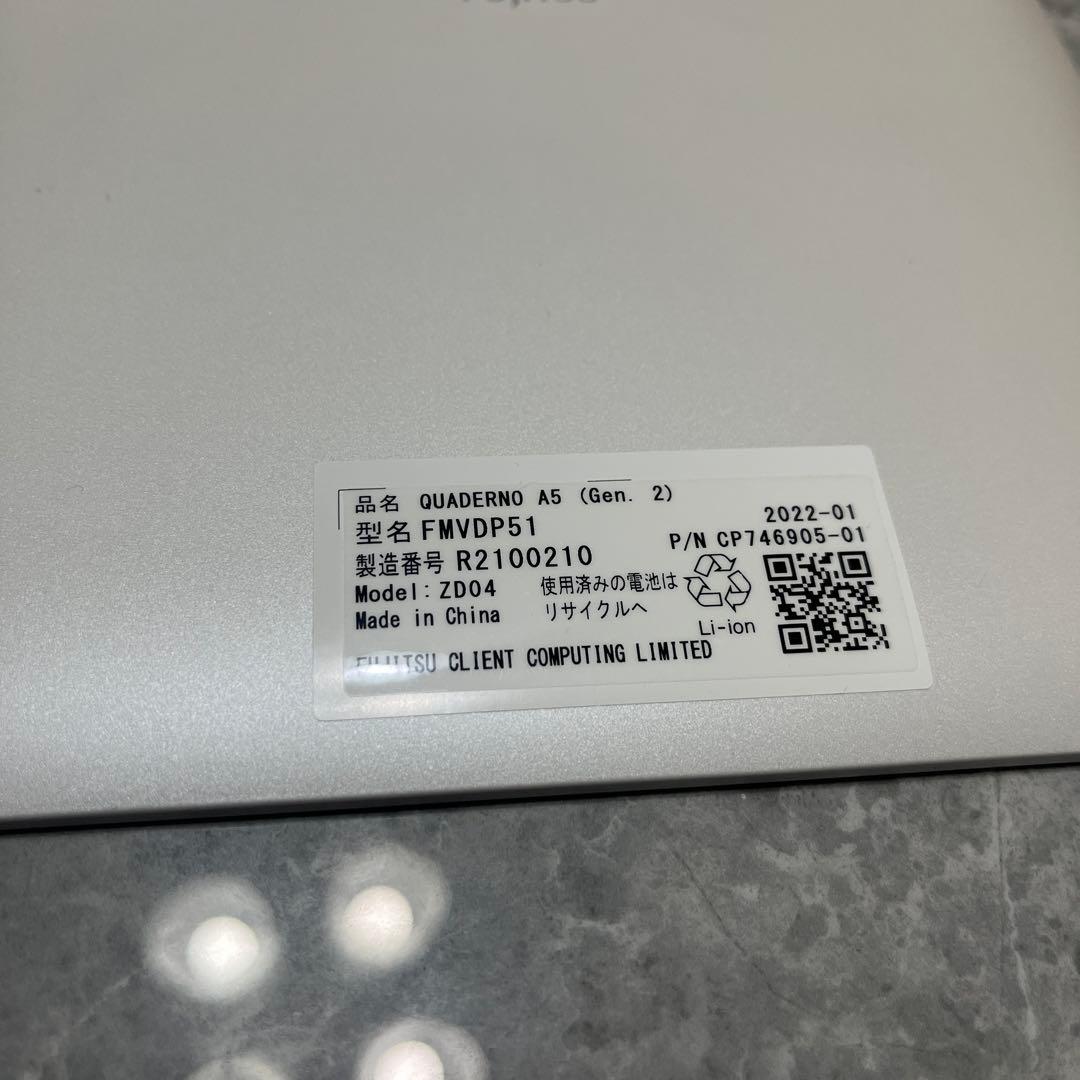 品名 QUADERNO A5 (Gen. 2)
型名 FMVDP51
製造番号 R2100210
Model: ZD04
Made in China
2022-01
P/N CP746905-01
使用済みの電池は
リサイクルへ
Li-ion
FUJITSU CLIENT COMPUTING LIMITED